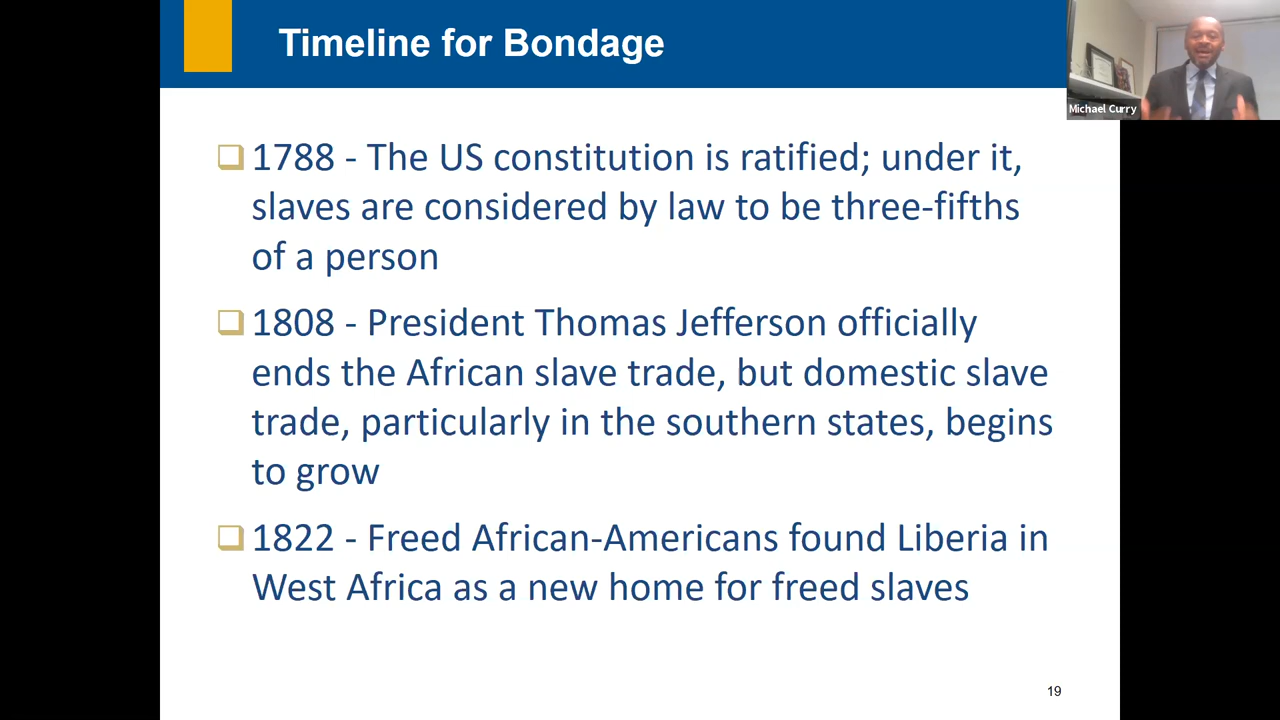 Timeline for Bondage
Michael Curry
1788 - The US constitution is ratified; under it,
slaves are considered by law to be three-fifths
of a person
1808 - President Thomas Jefferson officially
ends the African slave trade, but domestic slave
trade, particularly in the southern states, begins
to grow
1822 - Freed African-Americans found Liberia in
West Africa as a new home for freed slaves
19